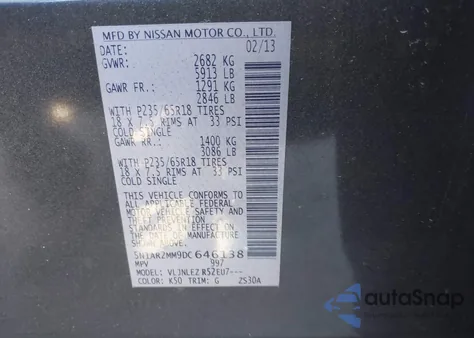 MFD BY NISSAN MOTOR CO., LTD.
DATE: 02/13
GVWR: 2682 KG
5913 LB
GAWR FR.: 1291 KG
2846 LB
WITH P235/65R18 TIRES
18 X 7.5 RIMS AT 33 PSI
COLD SINGLE
GAWR RR.: 1400 KG
3086 LB
WITH P235/65R18 TIRES
18 X 7.5 RIMS AT 33 PSI
COLD SINGLE
THIS VEHICLE CONFORMS TO
ALL APPLICABLE FEDERAL
MOTOR VEHICLE SAFETY AND
THEFT PREVENTION
STANDARDS IN EFFECT ON
THE DATE OF MANUFACTURE
SHOWN ABOVE.
5N1AR2MM9DC646138
MPV 997
MODEL: VLJNLEZ R52EU7---
COLOR: K50 TRIM: G ZS30A
autoSnap